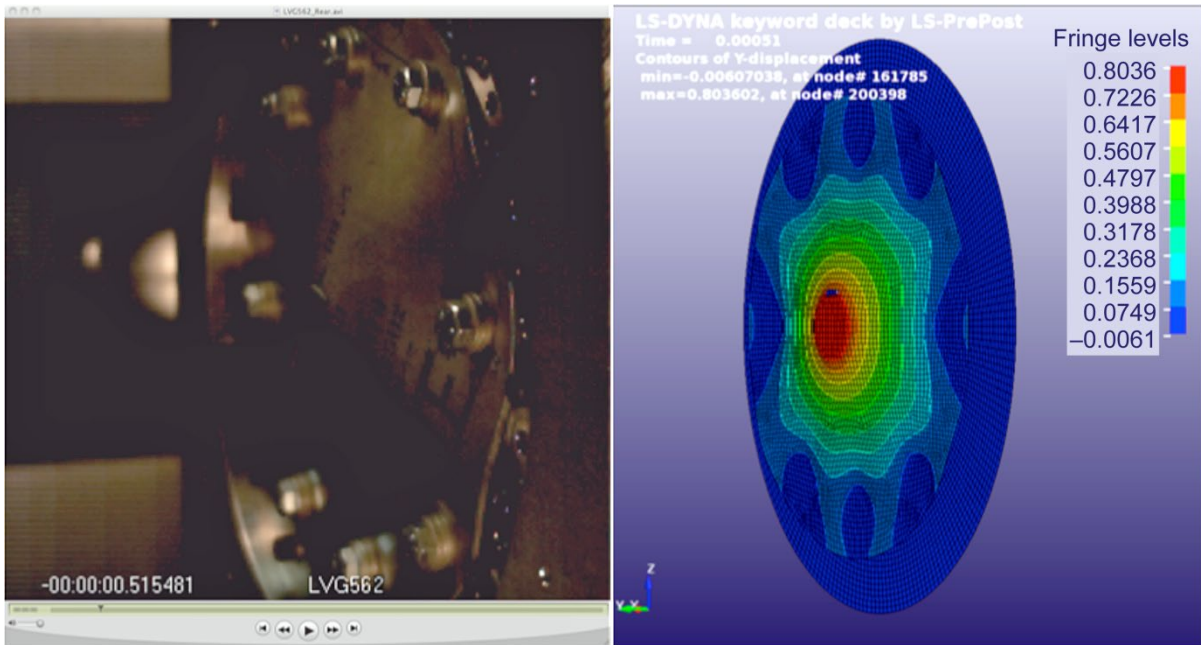 LVG562_Rear.avi
-00:00:00.515481
LVG562
LS-DYNA keyword deck by LS-PrePost
Time = 0.00051
Contours of Y-displacement
min=-0.00607038, at node# 161785
max=0.803602, at node# 200398
Fringe levels
0.8036
0.7226
0.6417
0.5607
0.4797
0.3988
0.3178
0.2368
0.1559
0.0749
–0.0061
Z
Y X